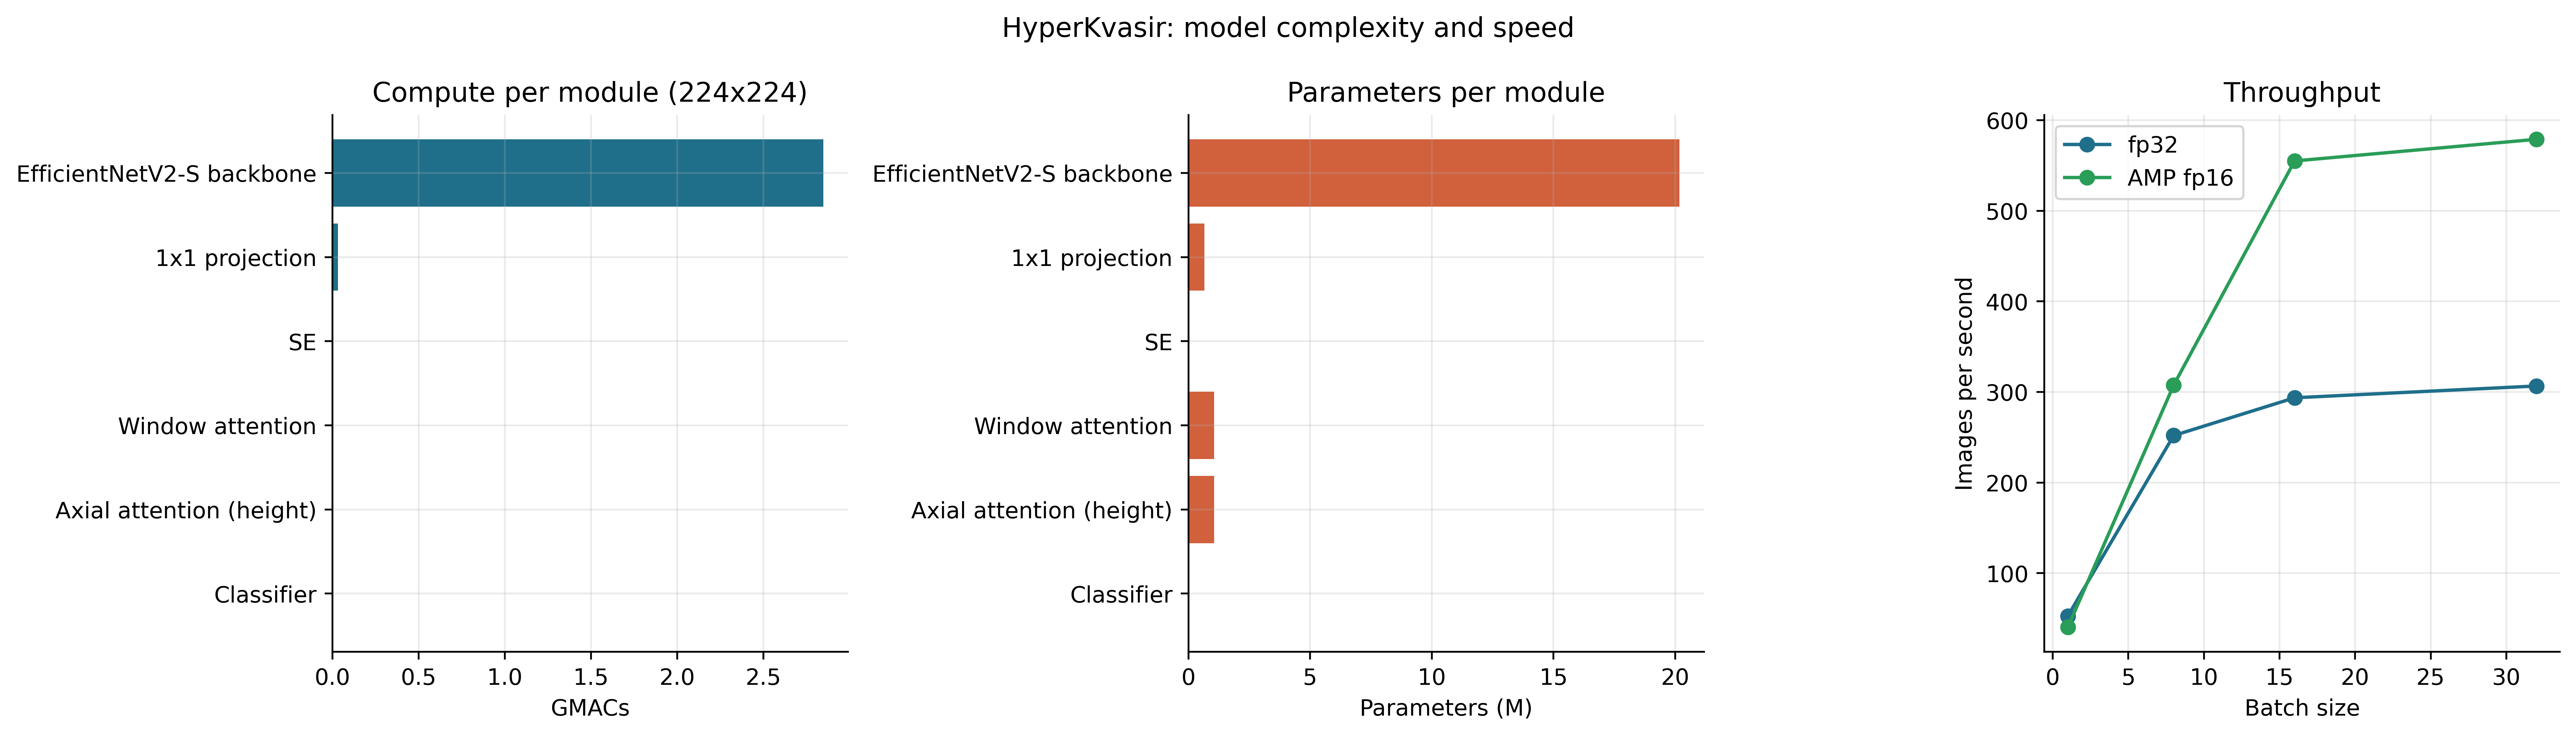 HyperKvasir: model complexity and speed
Compute per module (224x224)
EfficientNetV2-S backbone
1x1 projection
SE
Window attention
Axial attention (height)
Classifier
0.0 0.5 1.0 1.5 2.0 2.5
GMACs
Parameters per module
EfficientNetV2-S backbone
1x1 projection
SE
Window attention
Axial attention (height)
Classifier
0 5 10 15 20
Parameters (M)
Throughput
fp32
AMP fp16
Images per second
600
500
400
300
200
100
0 5 10 15 20 25 30
Batch size